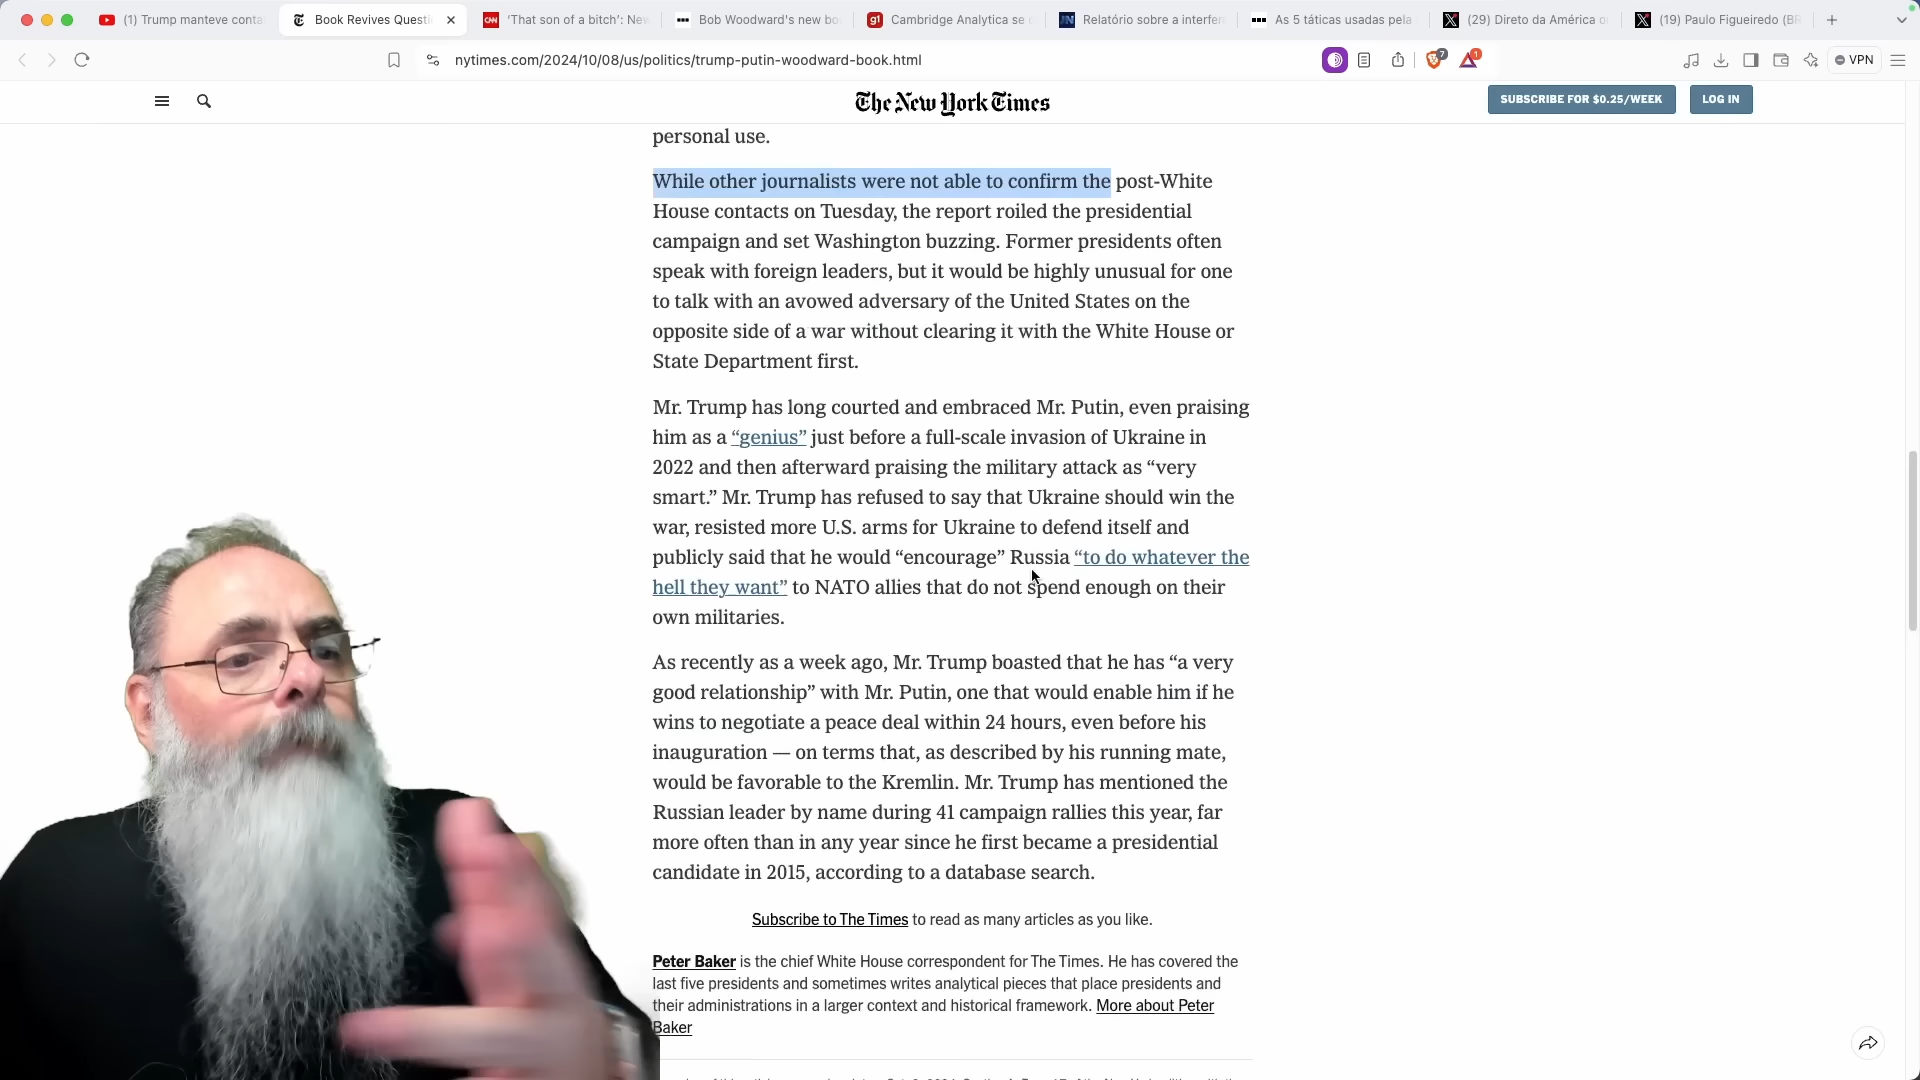 (1) Trump manteve conta
Book Revives Questi
'That son of a bitch': Ne
Bob Woodward's new bo
g1
Cambridge Analytica se
Relatório sobre a interfer
As 5 táticas usadas pela
(29) Direto da América o
(19) Paulo Figueiredo (BR
nytimes.com/2024/10/08/us/politics/trump-putin-woodward-book.html
7
1
VPN
The New York Times
SUBSCRIBE FOR $0.25/WEEK
LOG IN
personal use.
While other journalists were not able to confirm the post-White
House contacts on Tuesday, the report roiled the presidential
campaign and set Washington buzzing. Former presidents often
speak with foreign leaders, but it would be highly unusual for one
to talk with an avowed adversary of the United States on the
opposite side of a war without clearing it with the White House or
State Department first.
Mr. Trump has long courted and embraced Mr. Putin, even praising
him as a “genius” just before a full-scale invasion of Ukraine in
2022 and then afterward praising the military attack as “very
smart.” Mr. Trump has refused to say that Ukraine should win the
war, resisted more U.S. arms for Ukraine to defend itself and
publicly said that he would “encourage” Russia “to do whatever the
hell they want” to NATO allies that do not spend enough on their
own militaries.
As recently as a week ago, Mr. Trump boasted that he has “a very
good relationship” with Mr. Putin, one that would enable him if he
wins to negotiate a peace deal within 24 hours, even before his
inauguration — on terms that, as described by his running mate,
would be favorable to the Kremlin. Mr. Trump has mentioned the
Russian leader by name during 41 campaign rallies this year, far
more often than in any year since he first became a presidential
candidate in 2015, according to a database search.
Subscribe to The Times to read as many articles as you like.
Peter Baker is the chief White House correspondent for The Times. He has covered the
last five presidents and sometimes writes analytical pieces that place presidents and
their administrations in a larger context and historical framework. More about Peter
Baker